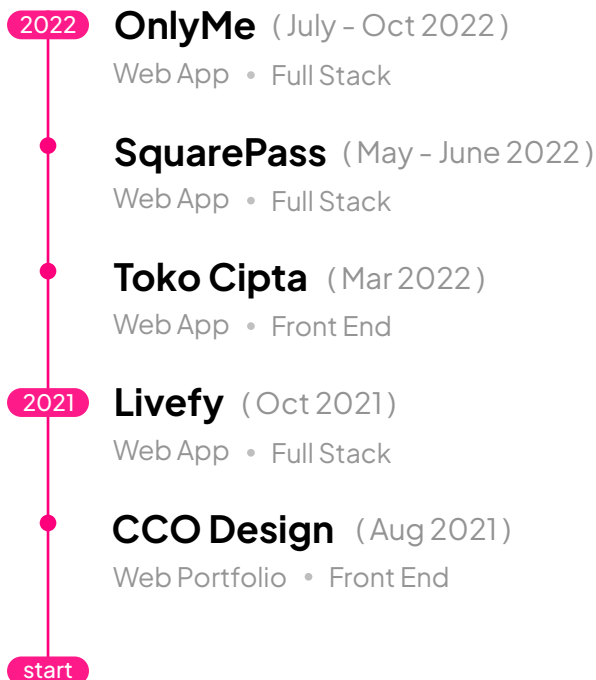 2022 OnlyMe ( July - Oct 2022 )
Web App • Full Stack
SquarePass ( May - June 2022 )
Web App • Full Stack
Toko Cipta ( Mar 2022 )
Web App • Front End
2021 Livefy ( Oct 2021 )
Web App • Full Stack
CCO Design ( Aug 2021 )
Web Portfolio • Front End
start